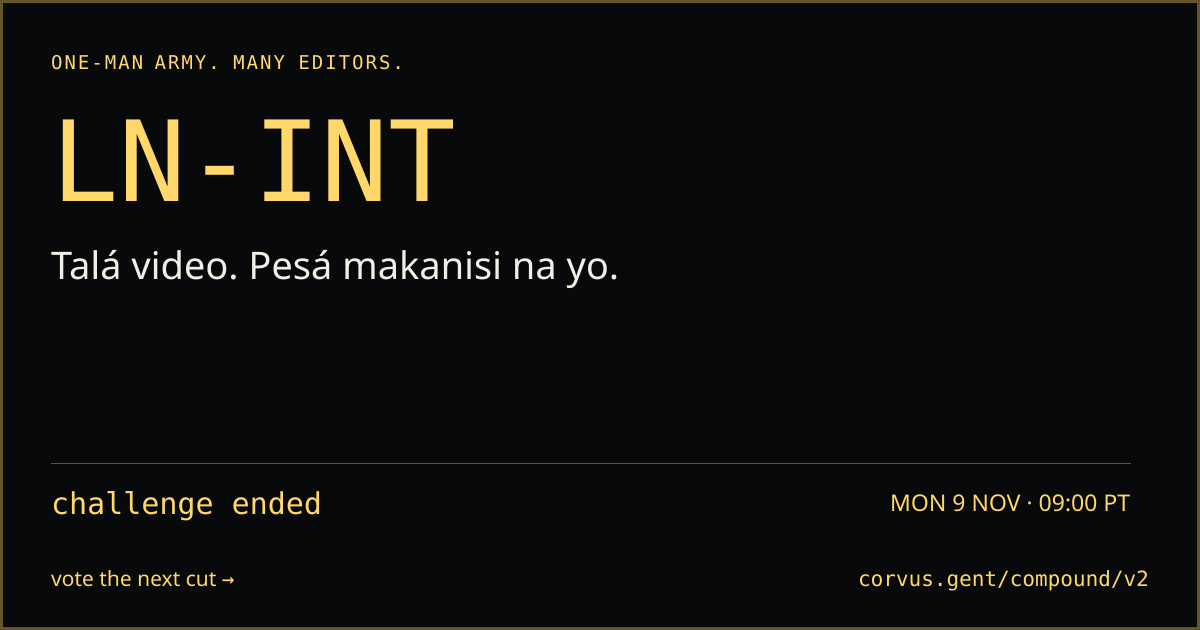 ONE-MAN ARMY. MANY EDITORS.
LN-INT
Talá video. Pesá makanisi na yo.
challenge ended
MON 9 NOV · 09:00 PT
vote the next cut →
corvus.gent/compound/v2